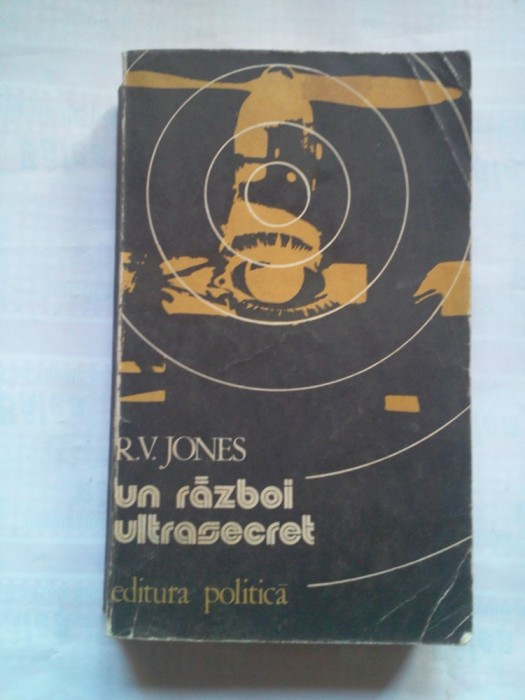 R.V. JONES
un război
ultrasecret
editura politică